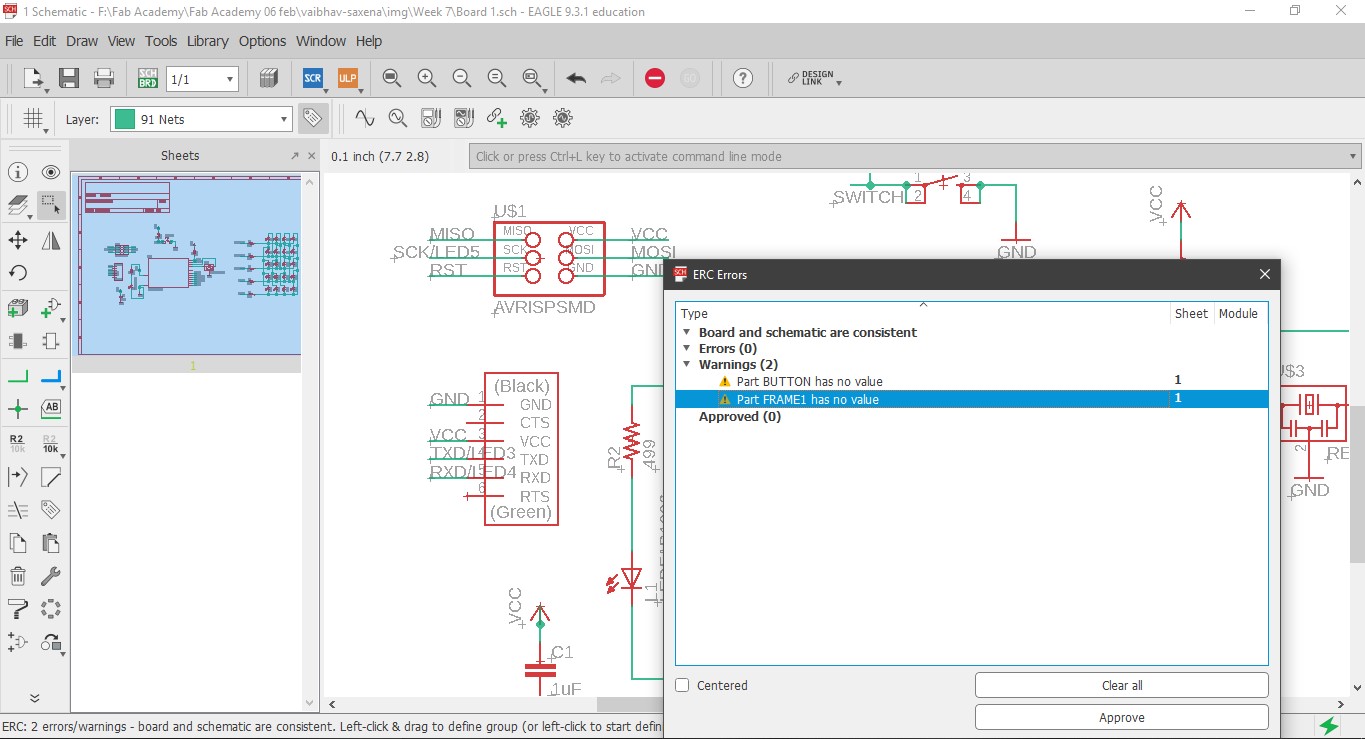 1 Schematic - F:\Fab Academy\Fab Academy 06 feb\vaibhav-saxena\img\Week 7\Board 1.sch - EAGLE 9.3.1 education
File Edit Draw View Tools Library Options Window Help
SCH
BRD
1/1
SCR
ULP
DESIGN
LINK
Layer:
91 Nets
Sheets
0.1 inch (7.7 2.8)
Click or press Ctrl+L key to activate command line mode
1
R2
10k
R2
10k
SWITCH
1
2
3
4
GND
VCC
U$1
MISO
SCK/LED5
RST
MISO
SCK
RST
VCC
MOSI
GND
VCC
MOSI
GND
AVRISPSMD
(Black)
GND 1 GND
2 CTS
VCC 3 VCC
TXD/LED3 4 TXD
RXD/LED4 5 RXD
6 RTS
(Green)
R2
499
L1
VCC
C1
1uF
U$3
2
RE
GND
ERC Errors
Type Sheet Module
Board and schematic are consistent
Errors (0)
Warnings (2)
Part BUTTON has no value 1
Part FRAME1 has no value 1
Approved (0)
Centered
Clear all
Approve
ERC: 2 errors/warnings - board and schematic are consistent. Left-click & drag to define group (or left-click to start defin